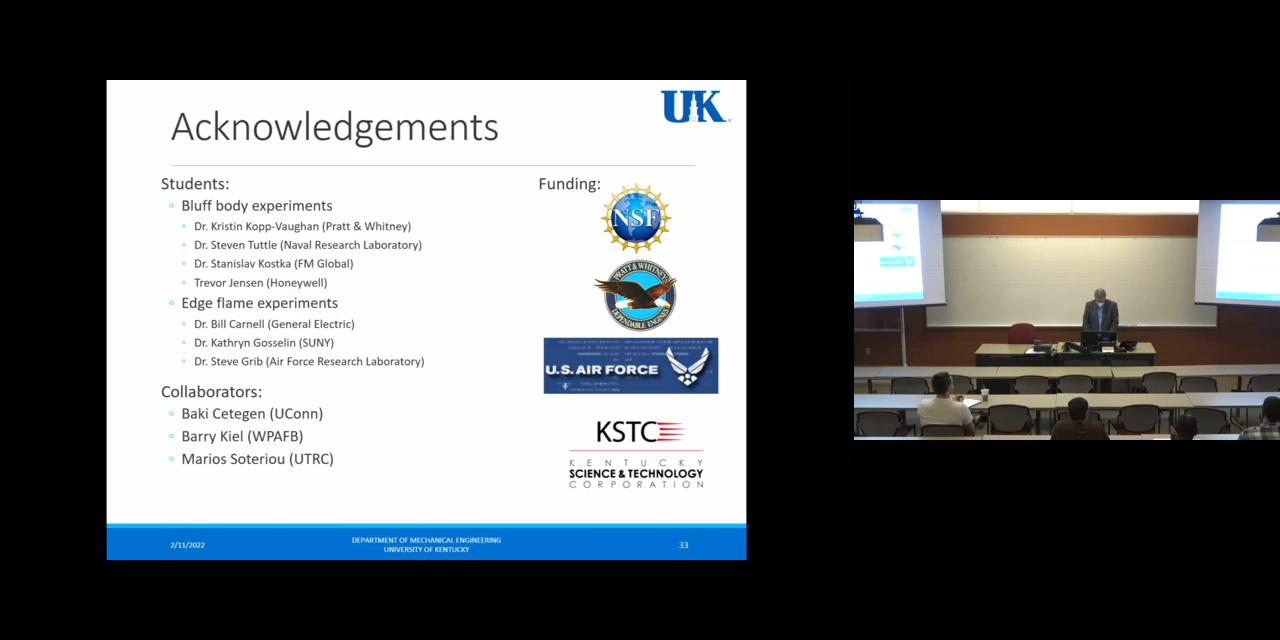 UK
Acknowledgements
Students:
Bluff body experiments
Dr. Kristin Kopp-Vaughan (Pratt & Whitney)
Dr. Steven Tuttle (Naval Research Laboratory)
Dr. Stanislav Kostka (FM Global)
Trevor Jensen (Honeywell)
Edge flame experiments
Dr. Bill Carnell (General Electric)
Dr. Kathryn Gosselin (SUNY)
Dr. Steve Grib (Air Force Research Laboratory)
Collaborators:
Baki Cetegen (UConn)
Barry Kiel (WPAFB)
Marios Soteriou (UTRC)
Funding:
NSF
PRATT & WHITNEY
DEPENDABLE ENGINES
U.S. AIR FORCE
KSTC
KENTUCKY
SCIENCE & TECHNOLOGY
CORPORATION
2/11/2022
DEPARTMENT OF MECHANICAL ENGINEERING
UNIVERSITY OF KENTUCKY
33